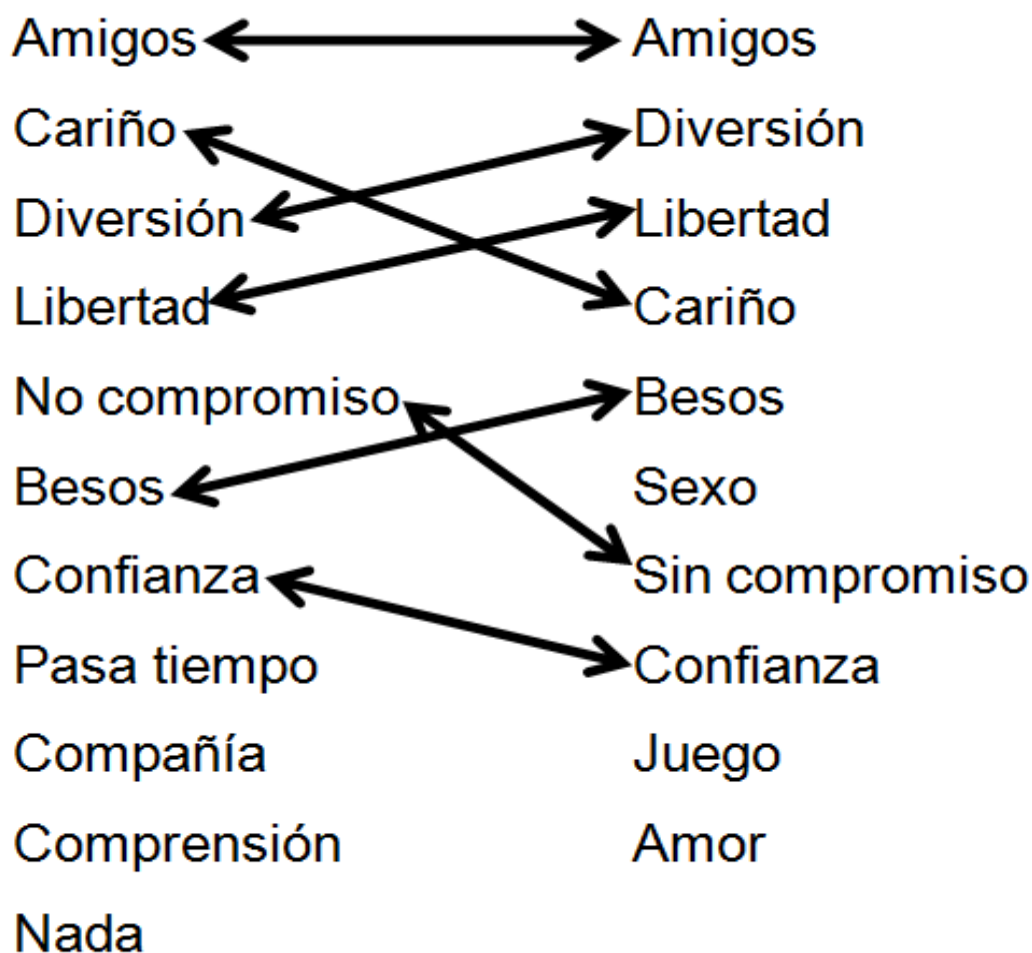 Amigos Amigos
Cariño Diversión
Diversión Libertad
Libertad Cariño
No compromiso Besos
Besos Sexo
Confianza Sin compromiso
Pasa tiempo Confianza
Compañía Juego
Comprensión Amor
Nada